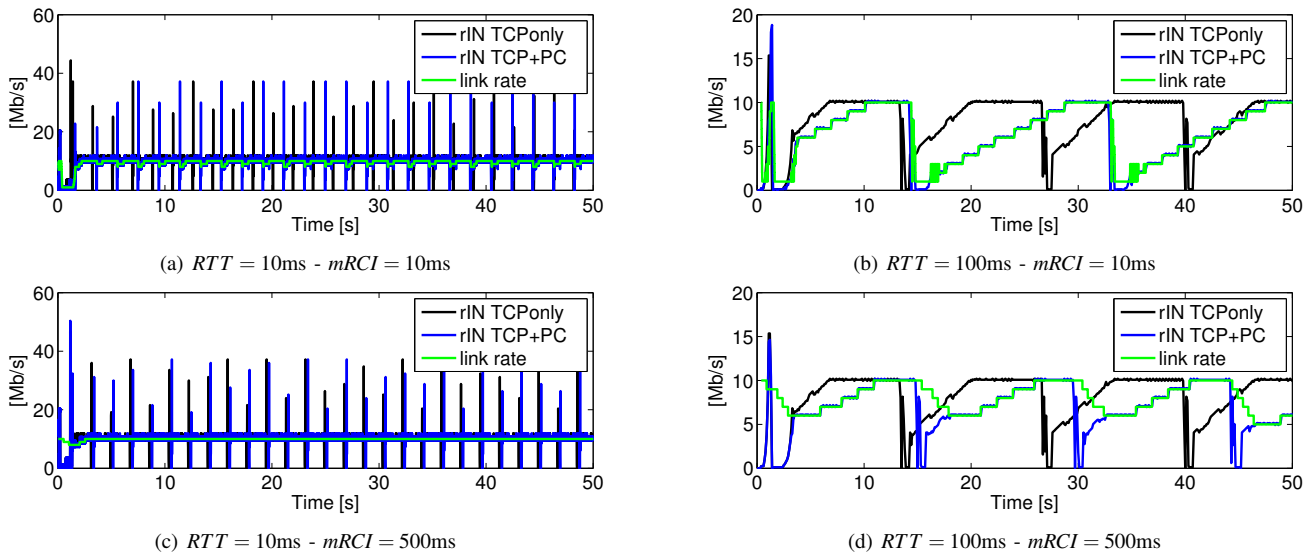 60
40
20
0
[Mb/s]
0 10 20 30 40 50
Time [s]
rIN TCPonly
rIN TCP+PC
link rate
(a) RTT = 10ms - mRCI = 10ms
20
15
10
5
0
[Mb/s]
0 10 20 30 40 50
Time [s]
rIN TCPonly
rIN TCP+PC
link rate
(b) RTT = 100ms - mRCI = 10ms
60
40
20
0
[Mb/s]
0 10 20 30 40 50
Time [s]
rIN TCPonly
rIN TCP+PC
link rate
(c) RTT = 10ms - mRCI = 500ms
20
15
10
5
0
[Mb/s]
0 10 20 30 40 50
Time [s]
rIN TCPonly
rIN TCP+PC
link rate
(d) RTT = 100ms - mRCI = 500ms